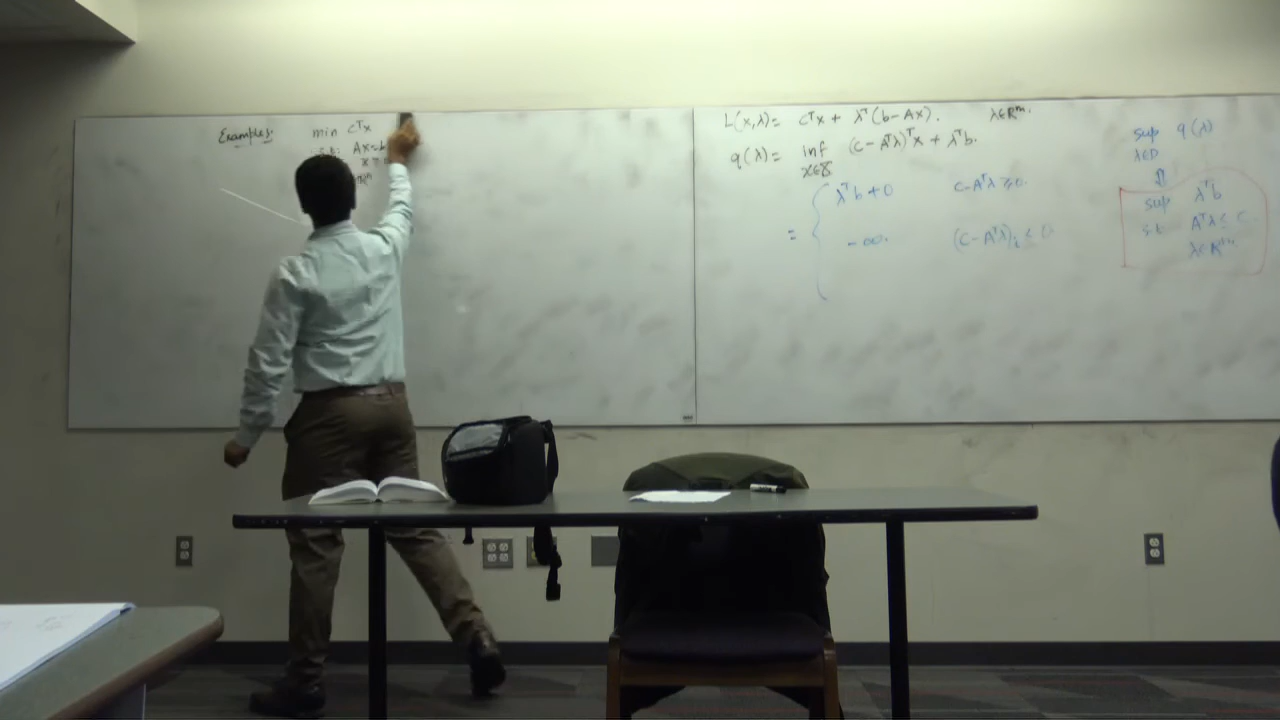 Examples:
min cᵀx
s.t. Ax=b
L(x,λ)= cᵀx + λᵀ(b-Ax). λ∈ℝᵐ.
q(λ)= inf (c-Aᵀλ)ᵀx + λᵀb.
x∈X
= { λᵀb+0 c-Aᵀλ ≥0.
-∞. (c-Aᵀλ)ᵢ ≤ 0
sup q(λ)
λ∈D
⇓
sup λᵀb
s.t. Aᵀλ ≤ c
λ∈ℝᵐ